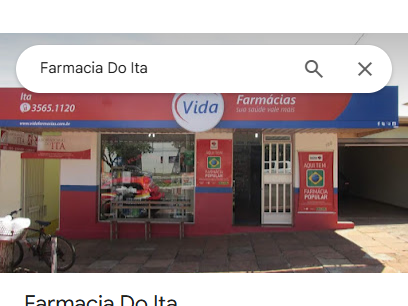 Farmacia Do Ita
Ita
3565.1120
www.vidafarmacias.com.br
Vida
Farmácias
sua saúde vale mais
ITA
AQUI TEM
FARMÁCIA
POPULAR
AQUI TEM
FARMÁCIA
POPULAR
Farmacia Do Ita